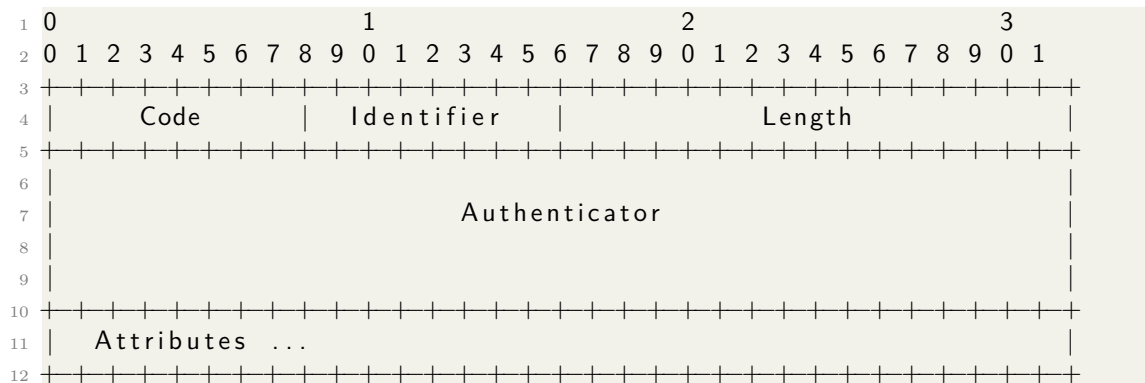 1 0 1 2 3
2 0 1 2 3 4 5 6 7 8 9 0 1 2 3 4 5 6 7 8 9 0 1 2 3 4 5 6 7 8 9 0 1
3 +-+-+-+-+-+-+-+-+-+-+-+-+-+-+-+-+-+-+-+-+-+-+-+-+-+-+-+-+-+-+-+-+
4 | Code | Identifier | Length |
5 +-+-+-+-+-+-+-+-+-+-+-+-+-+-+-+-+-+-+-+-+-+-+-+-+-+-+-+-+-+-+-+-+
6 | |
7 | Authenticator |
8 | |
9 | |
10 +-+-+-+-+-+-+-+-+-+-+-+-+-+-+-+-+-+-+-+-+-+-+-+-+-+-+-+-+-+-+-+-+
11 | Attributes ... |
12 +-+-+-+-+-+-+-+-+-+-+-+-+-+-+-+-+-+-+-+-+-+-+-+-+-+-+-+-+-+-+-+-+